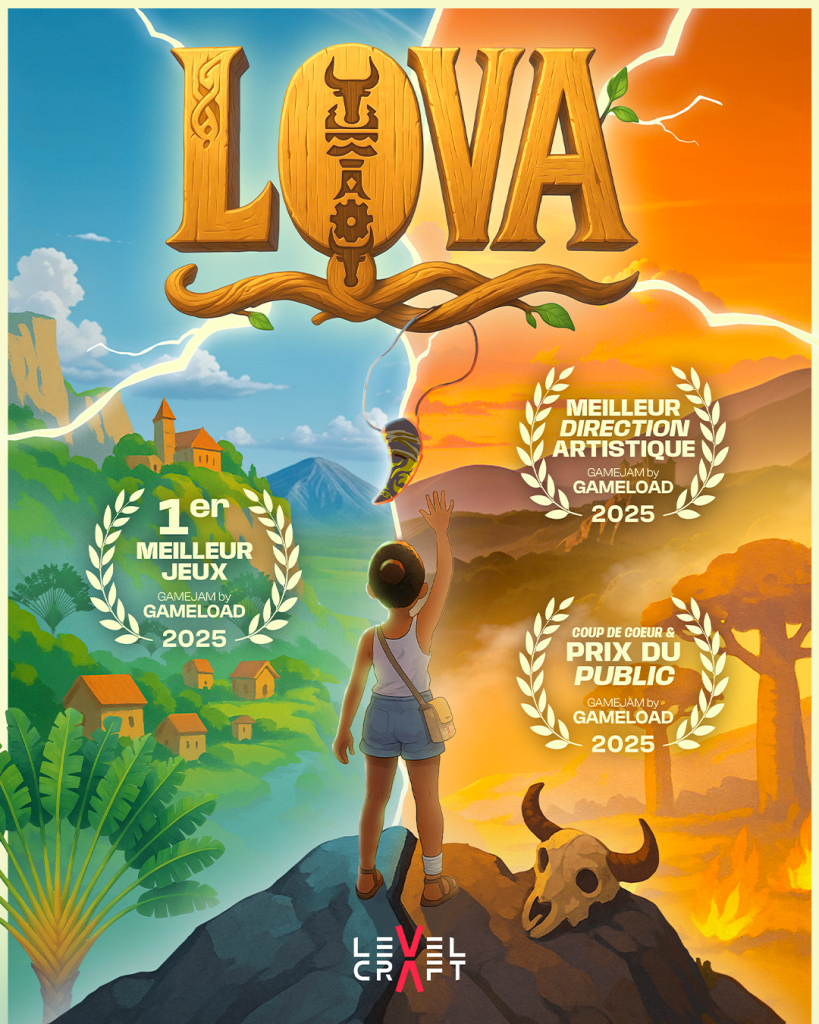 LOVA
1er
MEILLEUR
JEUX
GAMEJAM by
GAMELOAD
2025
MEILLEUR
DIRECTION
ARTISTIQUE
GAMEJAM by
GAMELOAD
2025
COUP DE COEUR &
PRIX DU
PUBLIC
GAMEJAM by
GAMELOAD
2025
LEVEL
CRAFT